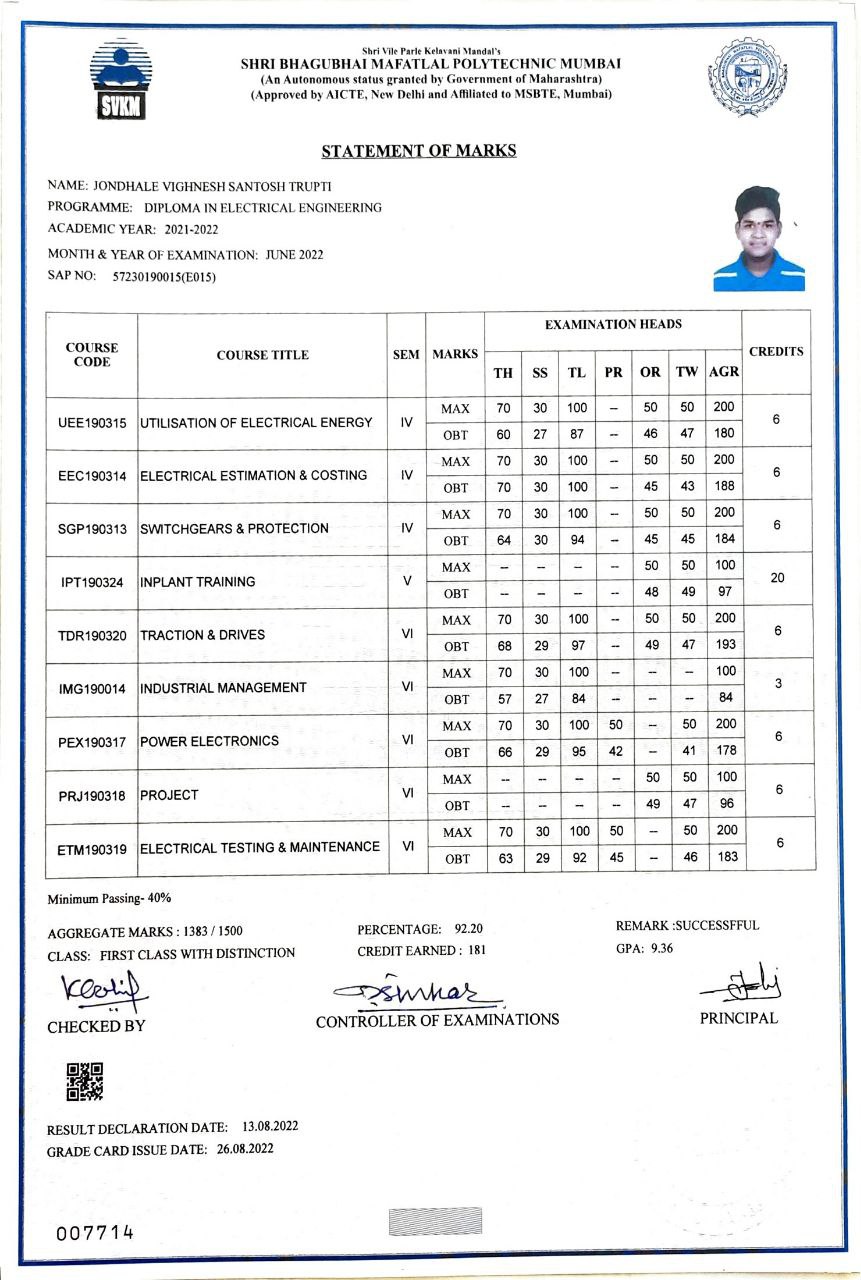 Shri Vile Parle Kelavani Mandal's
SHRI BHAGUBHAI MAFATLAL POLYTECHNIC MUMBAI
(An Autonomous status granted by Government of Maharashtra)
(Approved by AICTE, New Delhi and Affiliated to MSBTE, Mumbai)
SVKM
STATEMENT OF MARKS
NAME: JONDHALE VIGHNESH SANTOSH TRUPTI
PROGRAMME: DIPLOMA IN ELECTRICAL ENGINEERING
ACADEMIC YEAR: 2021-2022
MONTH & YEAR OF EXAMINATION: JUNE 2022
SAP NO: 57230190015(E015)
COURSE CODE COURSE TITLE SEM MARKS EXAMINATION HEADS CREDITS
TH SS TL PR OR TW AGR
UEE190315 UTILISATION OF ELECTRICAL ENERGY IV MAX 70 30 100 -- 50 50 200 6
OBT 60 27 87 -- 46 47 180
EEC190314 ELECTRICAL ESTIMATION & COSTING IV MAX 70 30 100 -- 50 50 200 6
OBT 70 30 100 -- 45 43 188
SGP190313 SWITCHGEARS & PROTECTION IV MAX 70 30 100 -- 50 50 200 6
OBT 64 30 94 -- 45 45 184
IPT190324 INPLANT TRAINING V MAX -- -- -- -- 50 50 100 20
OBT -- -- -- -- 48 49 97
TDR190320 TRACTION & DRIVES VI MAX 70 30 100 -- 50 50 200 6
OBT 68 29 97 -- 49 47 193
IMG190014 INDUSTRIAL MANAGEMENT VI MAX 70 30 100 -- -- -- 100 3
OBT 57 27 84 -- -- -- 84
PEX190317 POWER ELECTRONICS VI MAX 70 30 100 50 -- 50 200 6
OBT 66 29 95 42 -- 41 178
PRJ190318 PROJECT VI MAX -- -- -- -- 50 50 100 6
OBT -- -- -- -- 49 47 96
ETM190319 ELECTRICAL TESTING & MAINTENANCE VI MAX 70 30 100 50 -- 50 200 6
OBT 63 29 92 45 -- 46 183
Minimum Passing- 40%
AGGREGATE MARKS : 1383 / 1500 PERCENTAGE: 92.20 REMARK :SUCCESSFFUL
CLASS: FIRST CLASS WITH DISTINCTION CREDIT EARNED : 181 GPA: 9.36
CHECKED BY CONTROLLER OF EXAMINATIONS PRINCIPAL
RESULT DECLARATION DATE: 13.08.2022
GRADE CARD ISSUE DATE: 26.08.2022
007714